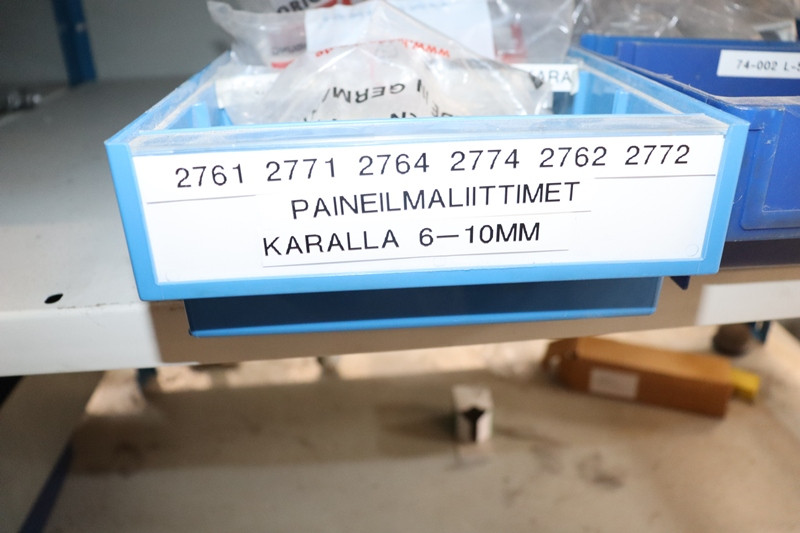 2761 2771 2764 2774 2762 2772
PAINEILMALIITTIMET
KARALLA 6-10MM
74-002 L-